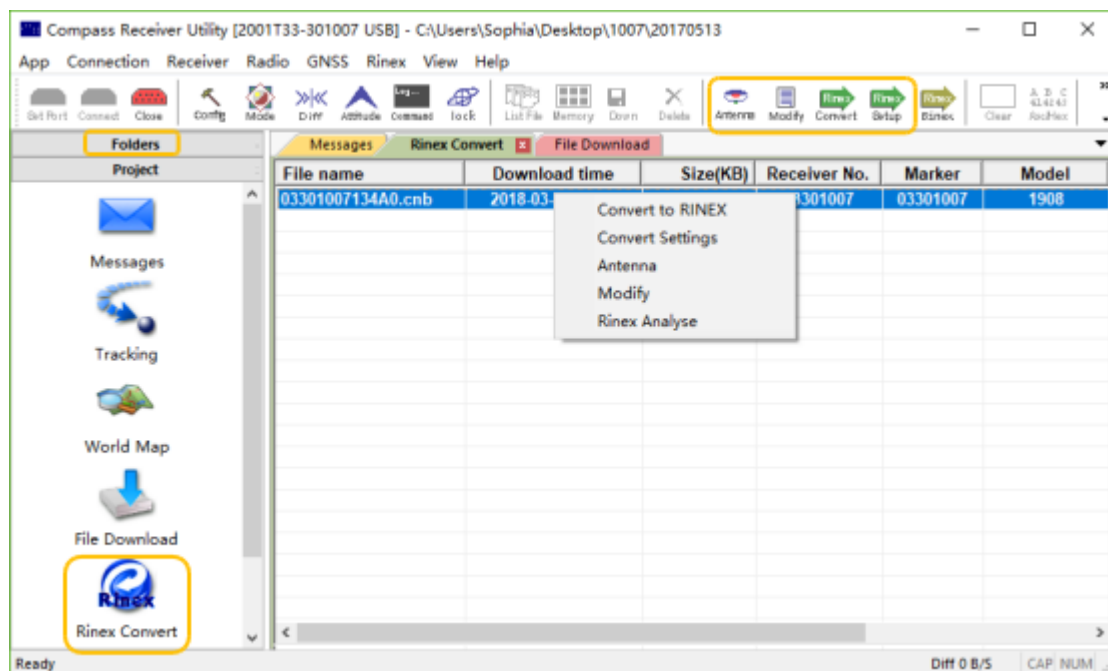 Compass Receiver Utility [2001T33-301007 USB] - C:\Users\Sophia\Desktop\1007\20170513
App Connection Receiver Radio GNSS Rinex View Help
Connect Close Config Mode Diff Attitude Command lock List File Memory Down Delete Antenna Modify Convert Setup Rinex Clear Asc/Hex
Folders
Messages Rinex Convert File Download
Project
File name Download time Size(KB) Receiver No. Marker Model
03301007134A0.cnb 2018-03- 3301007 03301007 1908
Convert to RINEX
Convert Settings
Antenna
Modify
Rinex Analyse
Messages
Tracking
World Map
File Download
Rinex
Rinex Convert
Ready Diff 0 B/S CAP NUM